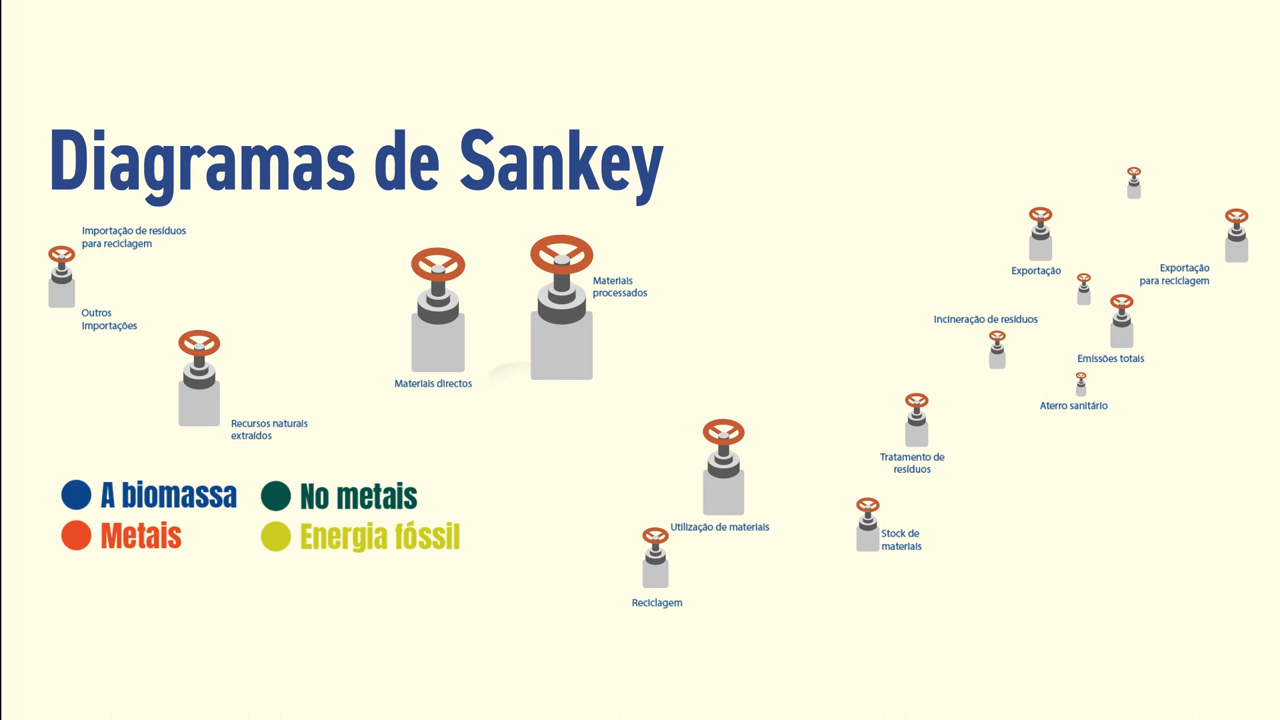 Diagramas de Sankey
Importação de resíduos
para reciclagem
Outros
Importações
Recursos naturais
extraídos
Materiais directos
Materiais
processados
A biomassa
No metais
Metais
Energia fóssil
Utilização de materiais
Reciclagem
Stock de
materiais
Tratamento de
resíduos
Incineração de resíduos
Exportação
Exportação
para reciclagem
Emissões totais
Aterro sanitário